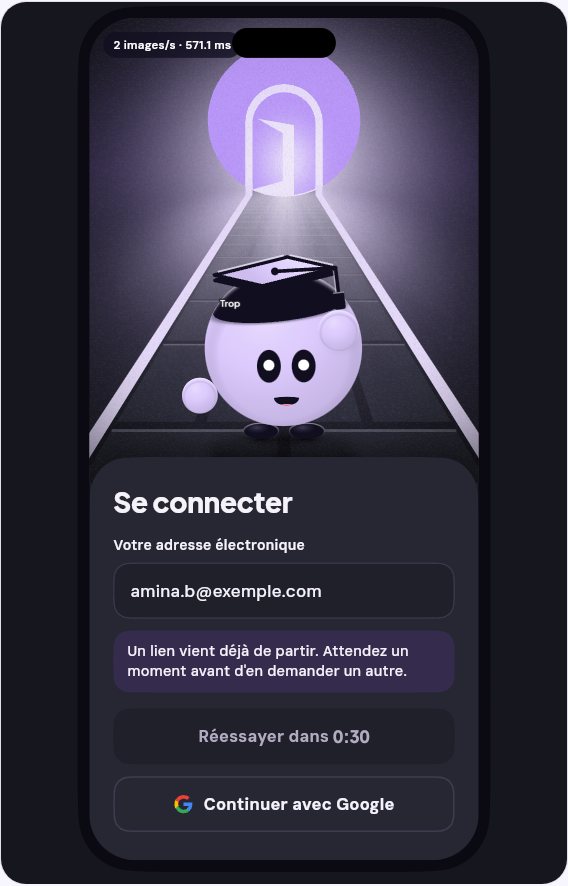 2 images/s · 571.1 ms
Trop
Se connecter
Votre adresse électronique
amina.b@exemple.com
Un lien vient déjà de partir. Attendez un
moment avant d'en demander un autre.
Réessayer dans 0:30
Continuer avec Google